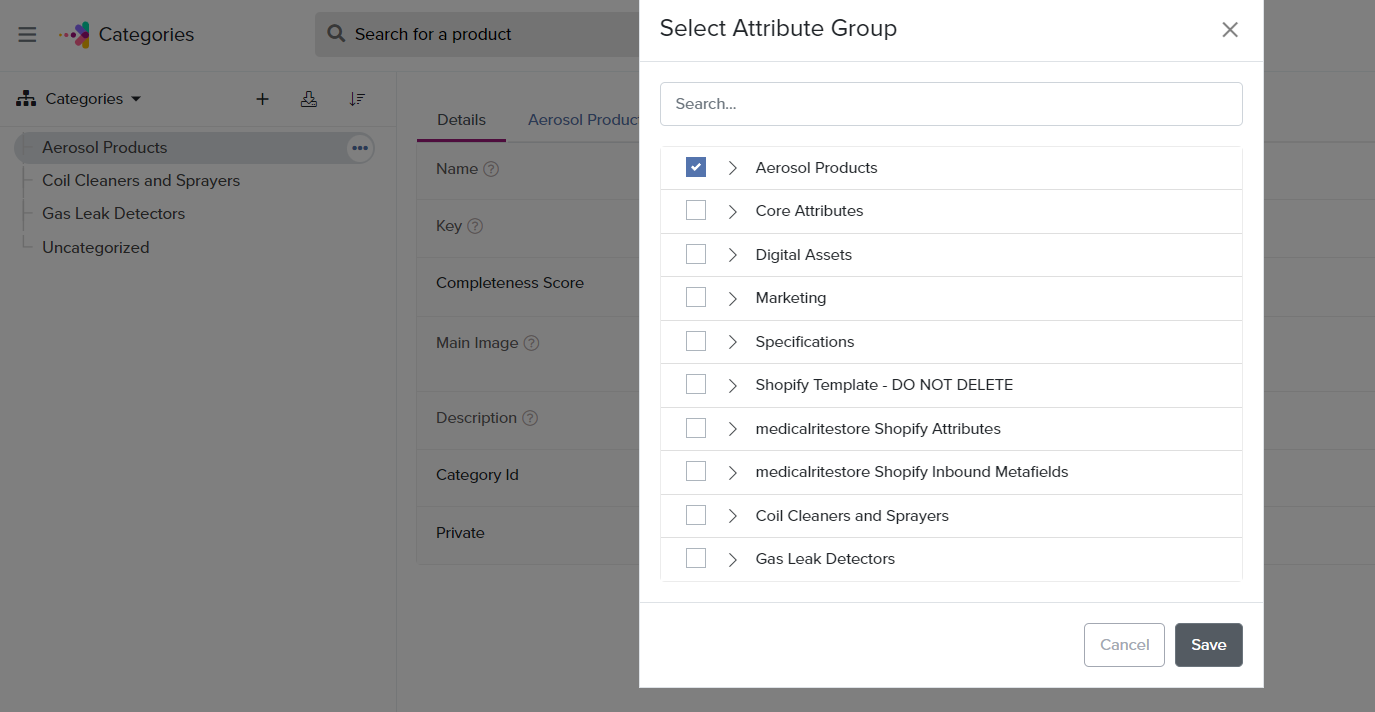 Categories
Search for a product
Categories
Aerosol Products
Coil Cleaners and Sprayers
Gas Leak Detectors
Uncategorized
Details
Aerosol Produc
Name
Key
Completeness Score
Main Image
Description
Category Id
Private
Select Attribute Group
Search...
Aerosol Products
Core Attributes
Digital Assets
Marketing
Specifications
Shopify Template - DO NOT DELETE
medicalritestore Shopify Attributes
medicalritestore Shopify Inbound Metafields
Coil Cleaners and Sprayers
Gas Leak Detectors
Cancel Save